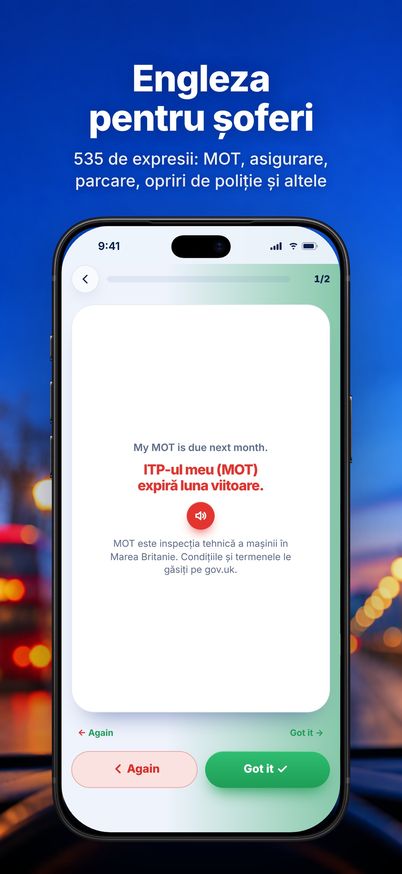 Engleza
pentru șoferi
535 de expresii: MOT, asigurare,
parcare, opriri de poliție și altele
9:41
1/2
My MOT is due next month.
ITP-ul meu (MOT)
expiră luna viitoare.
MOT este inspecția tehnică a mașinii în
Marea Britanie. Condițiile și termenele le
găsiți pe gov.uk.
← Again
Got it →
Again
Got it ✓